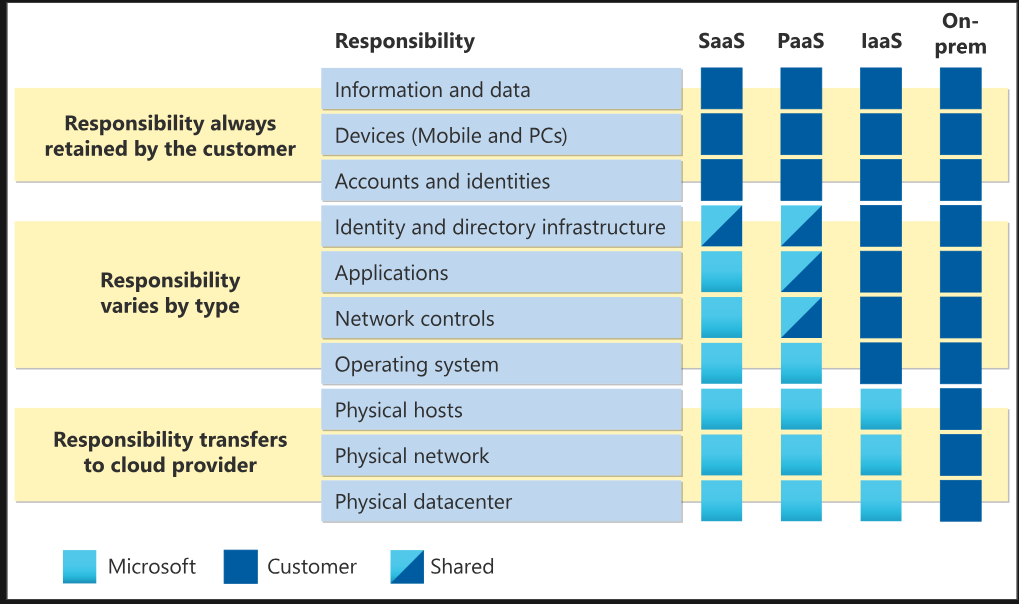 Responsibility SaaS PaaS IaaS On-
prem
Responsibility always
retained by the customer
Information and data
Devices (Mobile and PCs)
Accounts and identities
Responsibility
varies by type
Identity and directory infrastructure
Applications
Network controls
Operating system
Responsibility transfers
to cloud provider
Physical hosts
Physical network
Physical datacenter
Microsoft Customer Shared